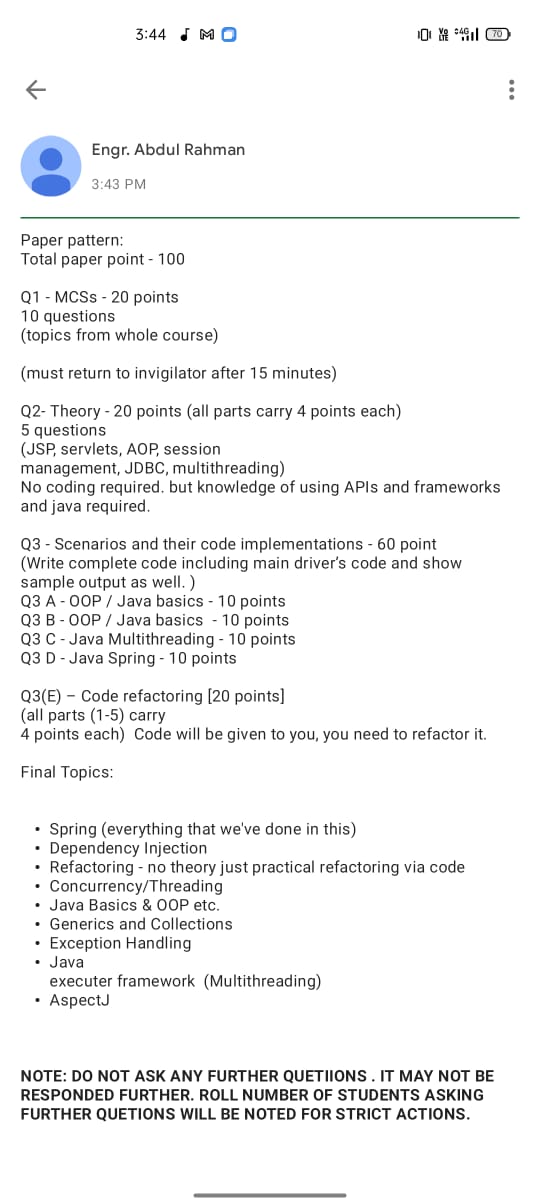 3:44
Vo LTE 4G 70
Engr. Abdul Rahman
3:43 PM
Paper pattern:
Total paper point - 100
Q1 - MCSs - 20 points
10 questions
(topics from whole course)
(must return to invigilator after 15 minutes)
Q2- Theory - 20 points (all parts carry 4 points each)
5 questions
(JSP, servlets, AOP, session
management, JDBC, multithreading)
No coding required. but knowledge of using APIs and frameworks
and java required.
Q3 - Scenarios and their code implementations - 60 point
(Write complete code including main driver's code and show
sample output as well. )
Q3 A - OOP / Java basics - 10 points
Q3 B - OOP / Java basics  - 10 points
Q3 C - Java Multithreading - 10 points
Q3 D - Java Spring - 10 points
Q3(E) – Code refactoring [20 points]
(all parts (1-5) carry
4 points each)  Code will be given to you, you need to refactor it.
Final Topics:
• Spring (everything that we've done in this)
• Dependency Injection
• Refactoring - no theory just practical refactoring via code
• Concurrency/Threading
• Java Basics & OOP etc.
• Generics and Collections
• Exception Handling
• Java
executer framework  (Multithreading)
• AspectJ
NOTE: DO NOT ASK ANY FURTHER QUETIIONS . IT MAY NOT BE
RESPONDED FURTHER. ROLL NUMBER OF STUDENTS ASKING
FURTHER QUETIONS WILL BE NOTED FOR STRICT ACTIONS.